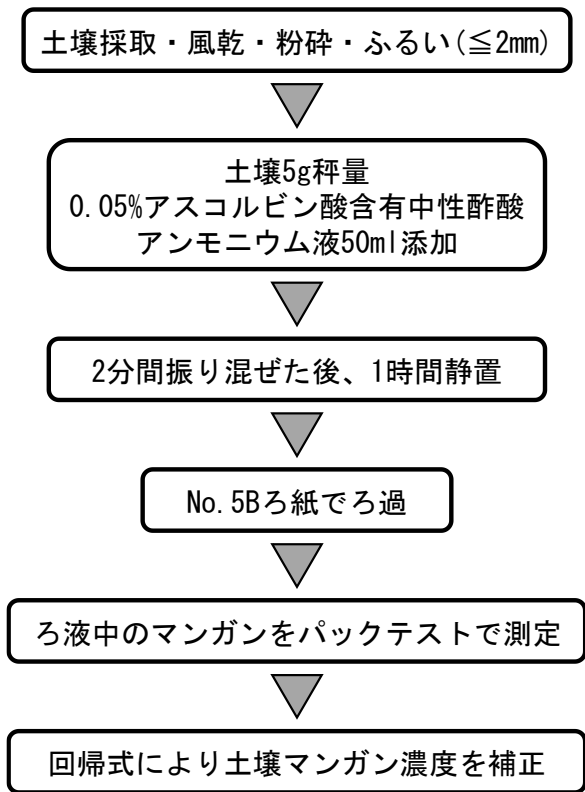 土壌採取・風乾・粉砕・ふるい(≦2mm)
土壌5g秤量
0.05%アスコルビン酸含有中性酢酸
アンモニウム液50ml添加
2分間振り混ぜた後、1時間静置
No.5Bろ紙でろ過
ろ液中のマンガンをパックテストで測定
回帰式により土壌マンガン濃度を補正